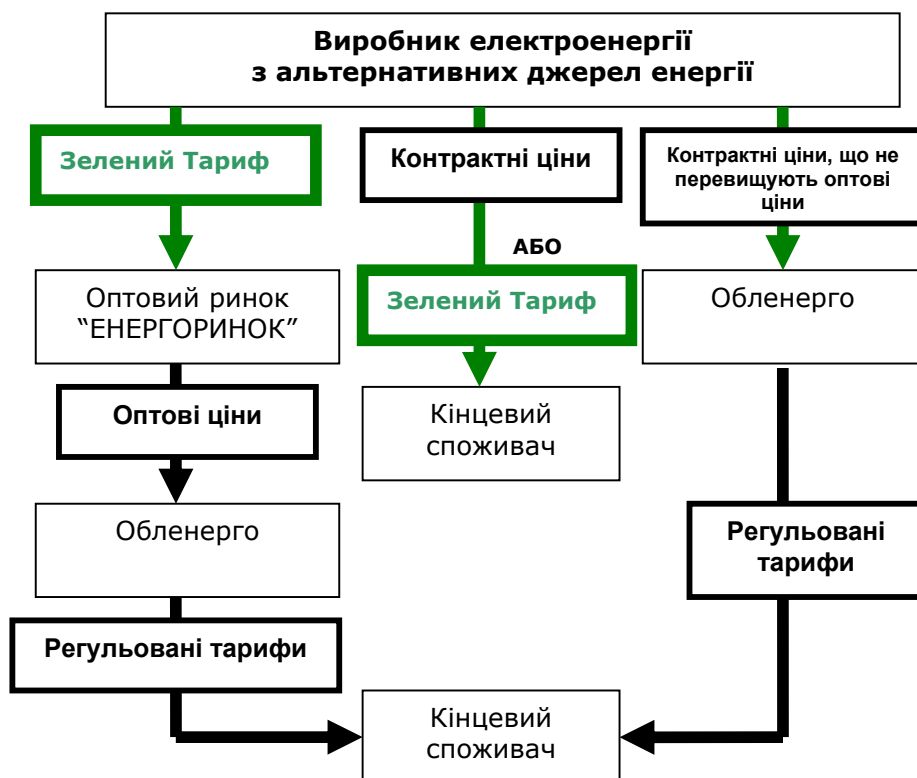 Виробник електроенергії
з альтернативних джерел енергії
Зелений Тариф
Контрактні ціни
Контрактні ціни, що не
перевищують оптові
ціни
АБО
Оптовий ринок
“ЕНЕРГОРИНОК”
Зелений Тариф
Обленерго
Оптові ціни
Кінцевий
споживач
Обленерго
Регульовані
тарифи
Регульовані тарифи
Кінцевий
споживач